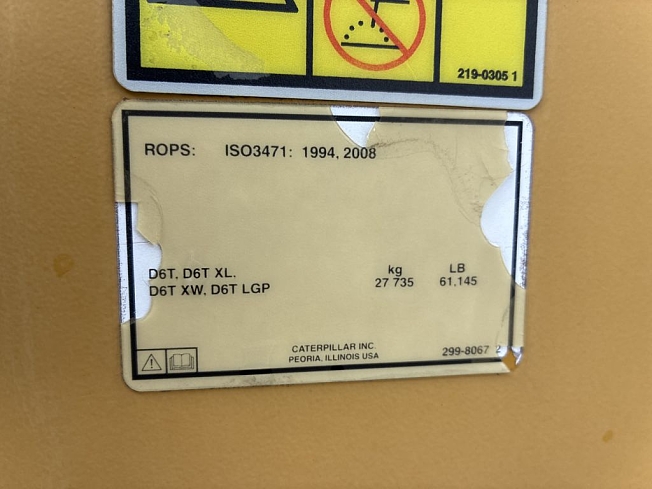 219-0305 1
ROPS: ISO3471: 1994, 2008
kg LB
D6T, D6T XL, 27 735 61,145
D6T XW, D6T LGP
CATERPILLAR INC.
PEORIA, ILLINOIS USA
299-8067 2